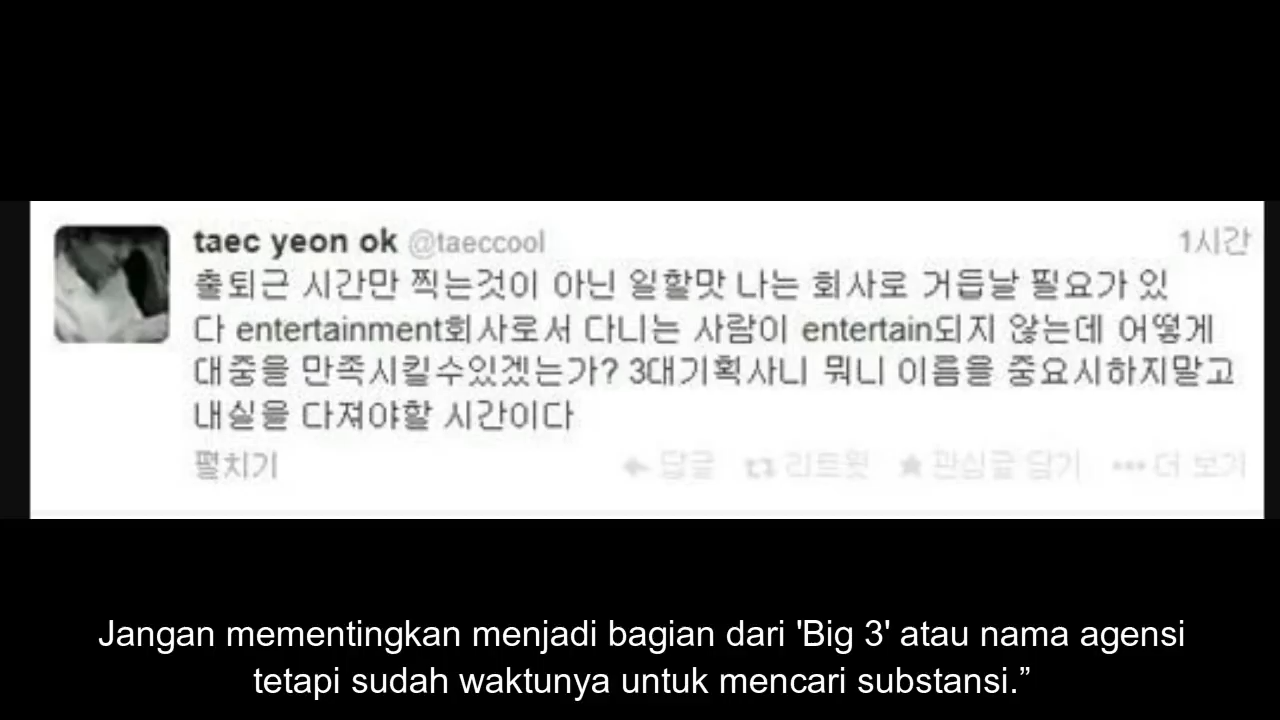 taec yeon ok @taeccool 1시간
출퇴근 시간만 찍는것이 아닌 일할맛 나는 회사로 거듭날 필요가 있
다 entertainment회사로서 다니는 사람이 entertain되지 않는데 어떻게
대중을 만족시킬수있겠는가? 3대기획사니 뭐니 이름을 중요시하지말고
내실을 다져야할 시간이다
펼치기 답글 리트윗 관심글 담기 더 보기
Jangan mementingkan menjadi bagian dari 'Big 3' atau nama agensi
tetapi sudah waktunya untuk mencari substansi.”